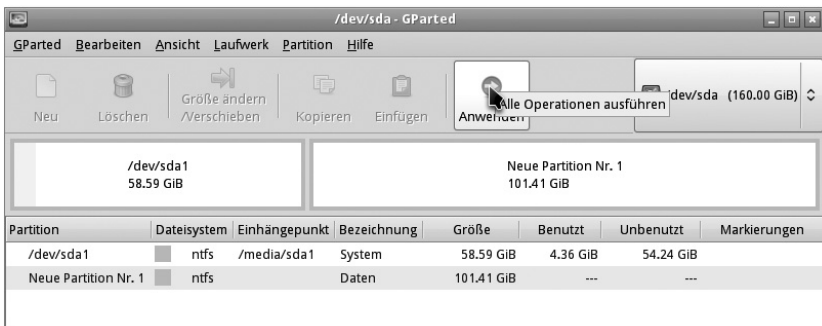 /dev/sda - GParted
GParted Bearbeiten Ansicht Laufwerk Partition Hilfe
Neu Löschen Größe ändern /Verschieben Kopieren Einfügen Anwenden
Alle Operationen ausführen
/dev/sda (160.00 GiB)
/dev/sda1
58.59 GiB
Neue Partition Nr. 1
101.41 GiB
Partition Dateisystem Einhängepunkt Bezeichnung Größe Benutzt Unbenutzt Markierungen
/dev/sda1 ntfs /media/sda1 System 58.59 GiB 4.36 GiB 54.24 GiB
Neue Partition Nr. 1 ntfs Daten 101.41 GiB --- ---